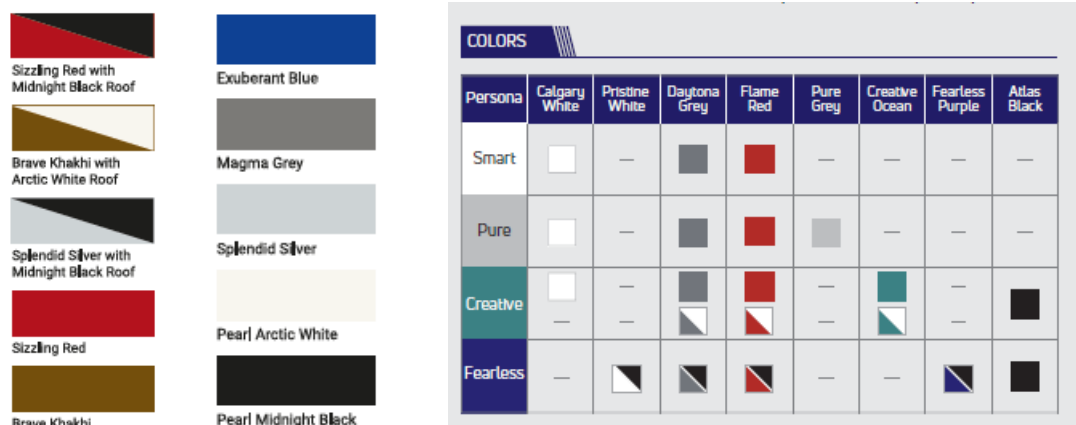 Sizzling Red with
Midnight Black Roof
Brave Khakhi with
Arctic White Roof
Splendid Silver with
Midnight Black Roof
Sizzling Red
Brave Khakhi
Exuberant Blue
Magma Grey
Splendid Silver
Pearl Arctic White
Pearl Midnight Black
COLORS
Persona
Calgary White
Pristine White
Daytona Grey
Flame Red
Pure Grey
Creative Ocean
Fearless Purple
Atlas Black
Smart — — — — —
Pure — — — —
Creative — — — — — —
Fearless — — —